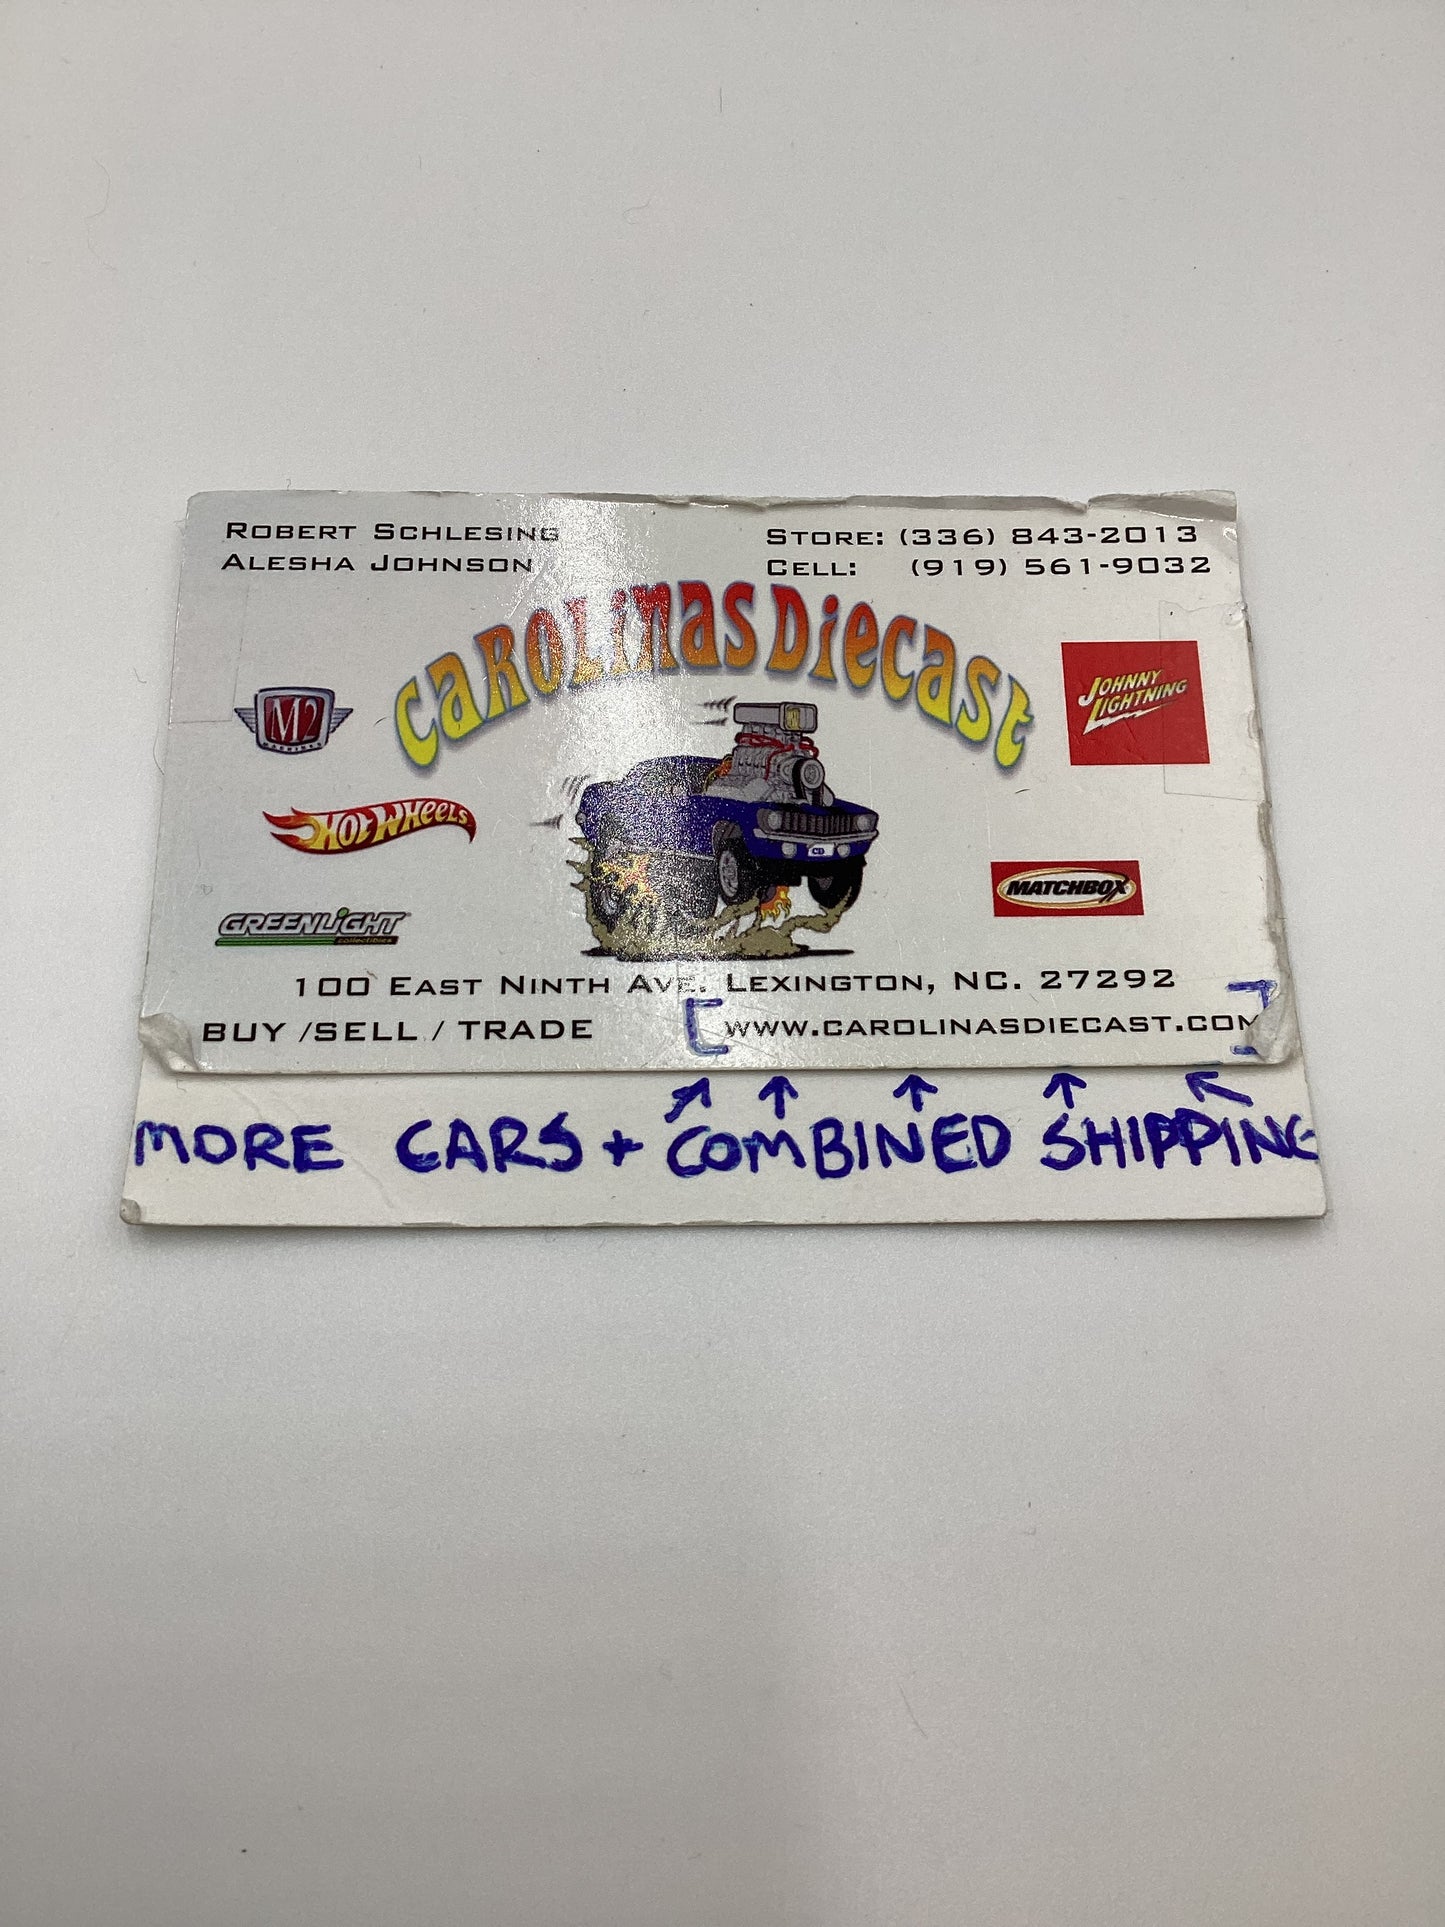 ROBERT SCHLESING
ALESHA JOHNSON
STORE: (336) 843-2013
CELL: (919) 561-9032
CAROLINAS DIECAST
M2
MACHINES
JOHNNY
LIGHTNING
HOT WHEELS
MATCHBOX
GREENLIGHT
collectibles
100 EAST NINTH AVE. LEXINGTON, NC. 27292
BUY /SELL / TRADE
[WWW.CAROLINASDIECAST.COM]
MORE CARS + COMBINED SHIPPING